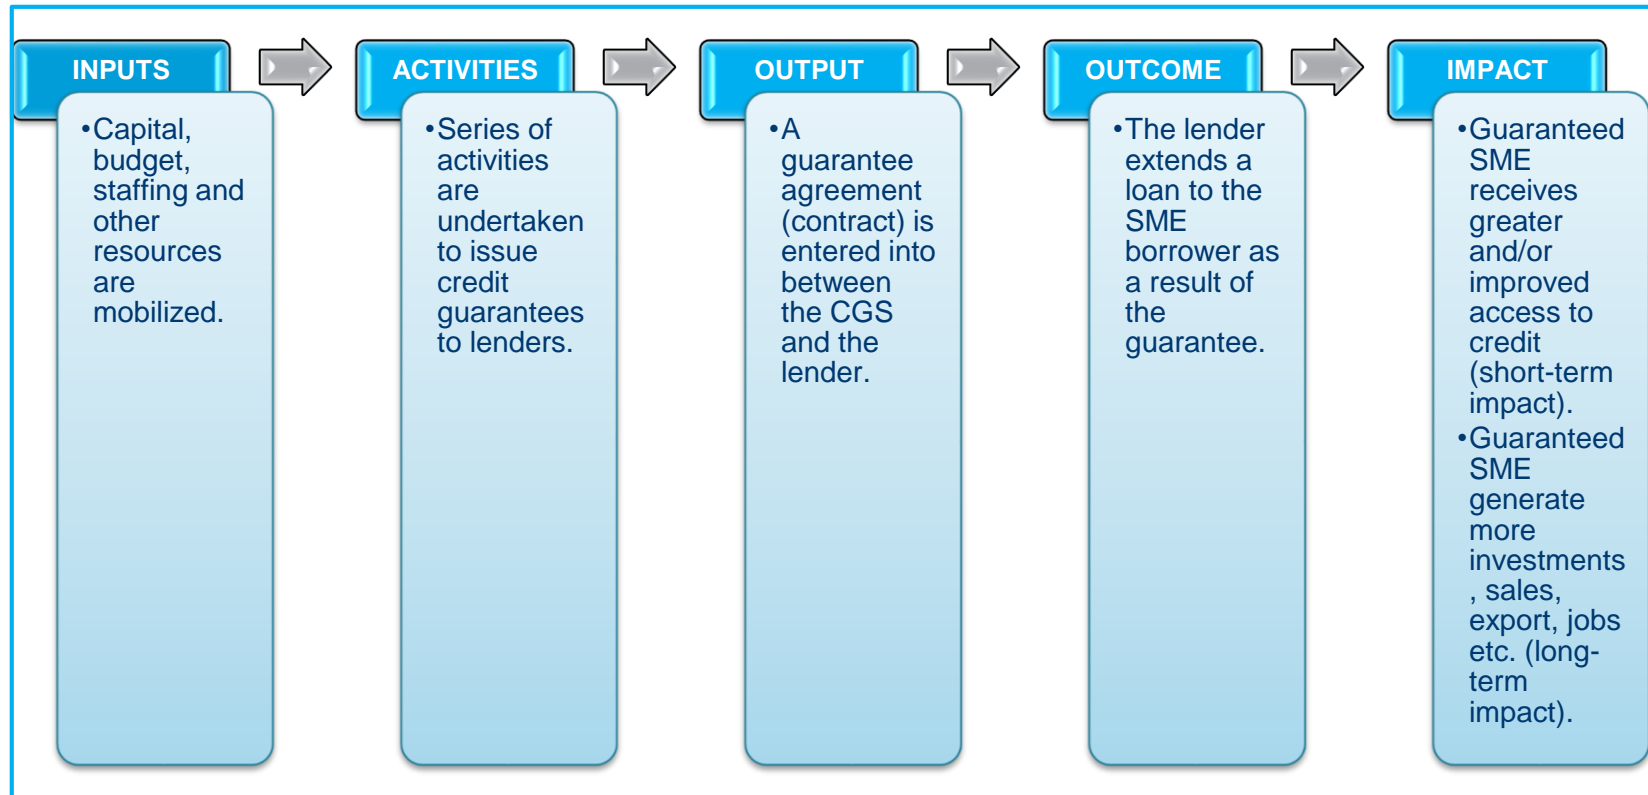 INPUTS
•Capital,
budget,
staffing and
other
resources
are
mobilized.
ACTIVITIES
•Series of
activities
are
undertaken
to issue
credit
guarantees
to lenders.
OUTPUT
•A
guarantee
agreement
(contract) is
entered into
between
the CGS
and the
lender.
OUTCOME
•The lender
extends a
loan to the
SME
borrower as
a result of
the
guarantee.
IMPACT
•Guaranteed
SME
receives
greater
and/or
improved
access to
credit
(short-term
impact).
•Guaranteed
SME
generate
more
investments
, sales,
export, jobs
etc. (long-
term
impact).